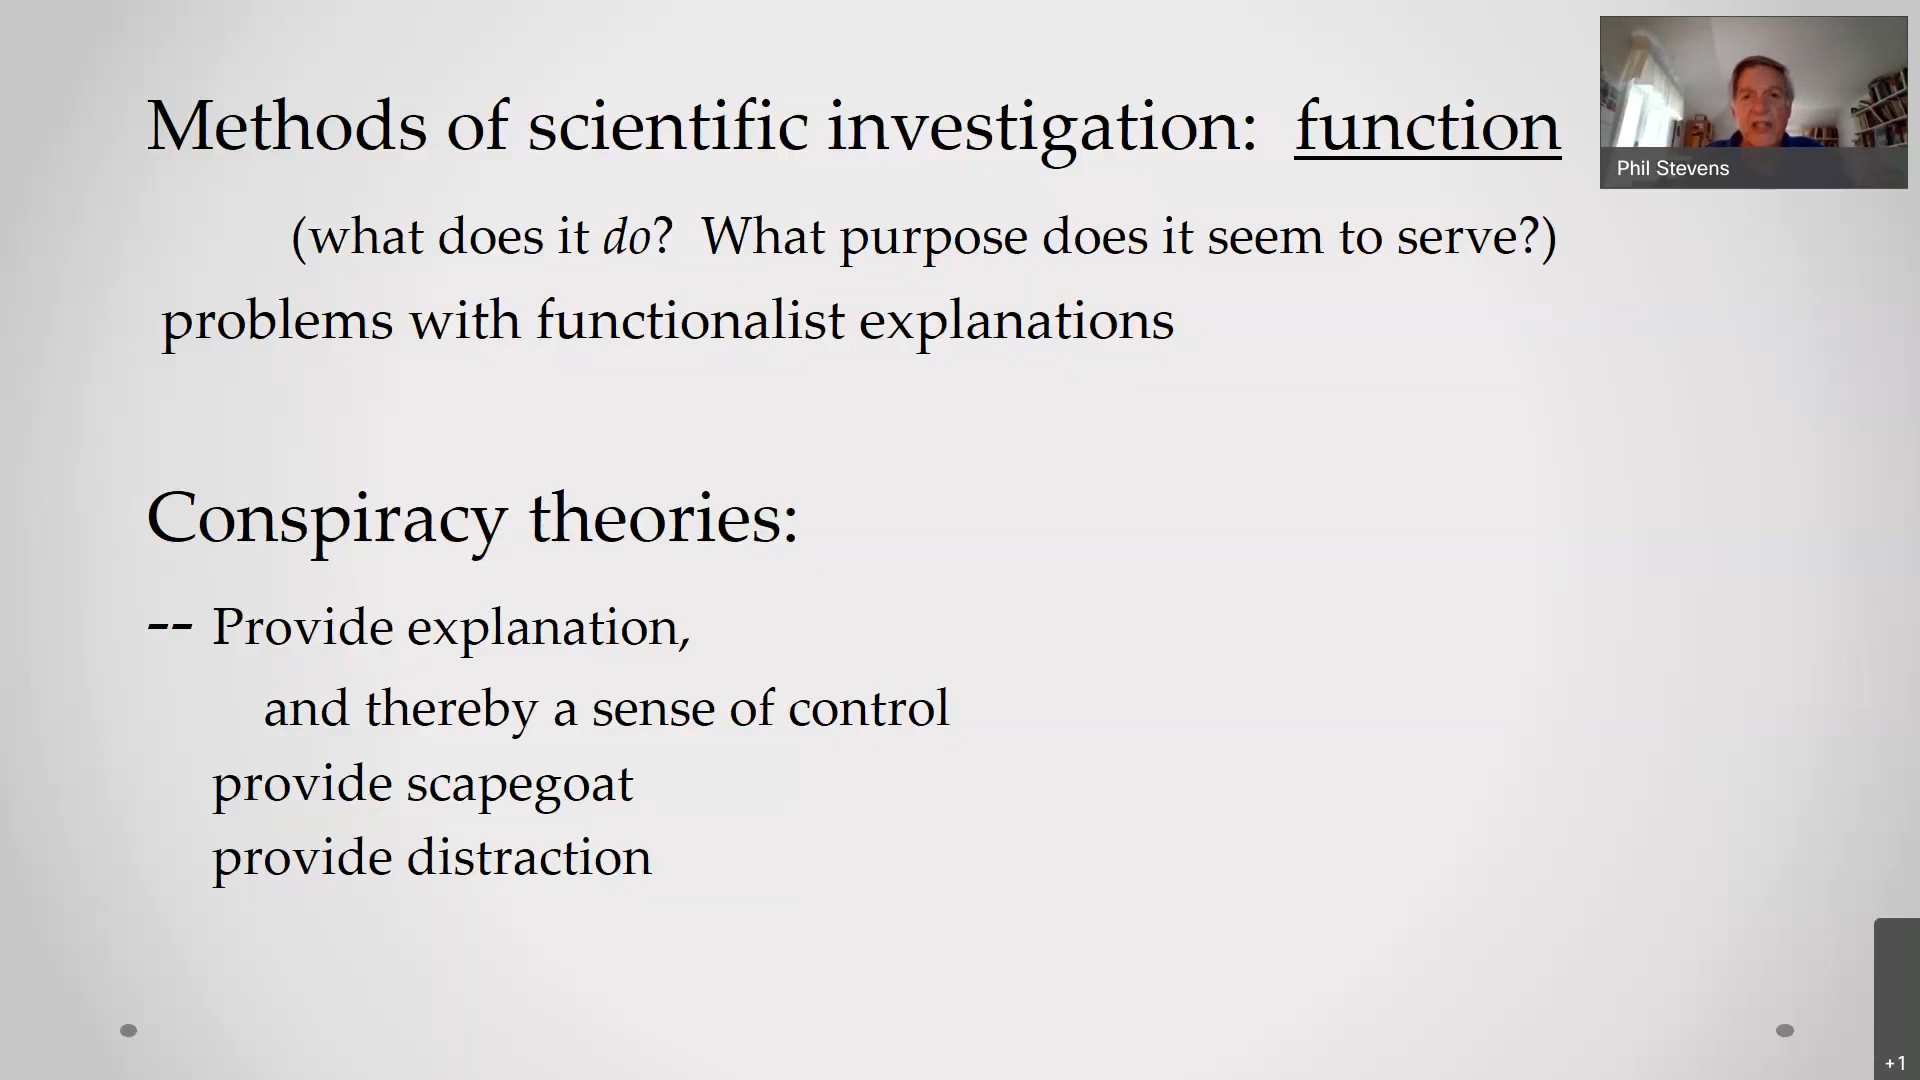 Methods of scientific investigation: function
(what does it do? What purpose does it seem to serve?)
problems with functionalist explanations
Conspiracy theories:
-- Provide explanation,
and thereby a sense of control
provide scapegoat
provide distraction
Phil Stevens
+1